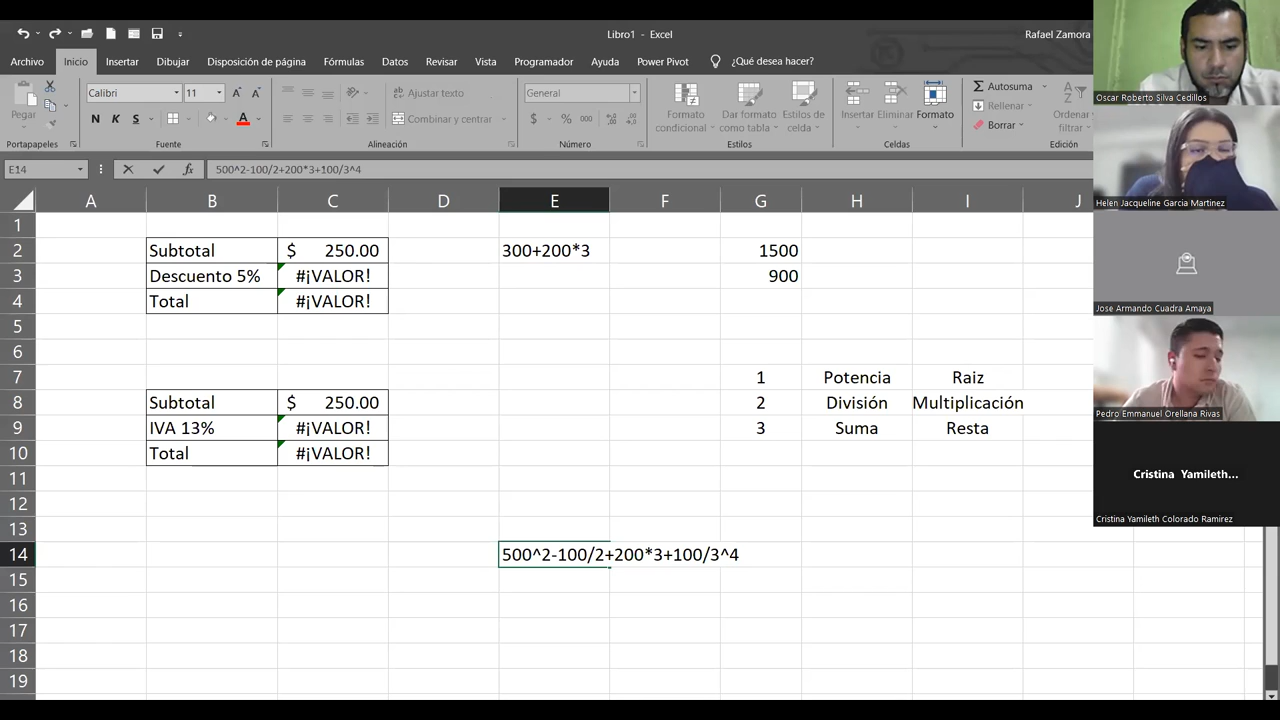 Libro1 - Excel
Rafael Zamora
Archivo Inicio Insertar Dibujar Disposición de página Fórmulas Datos Revisar Vista Programador Ayuda Power Pivot ¿Qué desea hacer?
Pegar
Calibri 11
N K S
Ajustar texto
Combinar y centrar
General
$ % 000
Formato condicional
Dar formato como tabla
Estilos de celda
Insertar Eliminar Formato
Autosuma
Rellenar
Borrar
Ordenar y filtrar
Portapapeles Fuente Alineación Número Estilos Celdas Edición
E14 fx 500^2-100/2+200*3+100/3^4
A B C D E F G H I J
1
2 Subtotal $ 250.00 300+200*3 1500
3 Descuento 5% #¡VALOR! 900
4 Total #¡VALOR!
5
6
7 1 Potencia Raiz
8 Subtotal $ 250.00 2 División Multiplicación
9 IVA 13% #¡VALOR! 3 Suma Resta
10 Total #¡VALOR!
11
12
13
14 500^2-100/2+200*3+100/3^4
15
16
17
18
19
Oscar Roberto Silva Cedillos
Helen Jacqueline Garcia Martinez
Jose Armando Cuadra Amaya
Pedro Emmanuel Orellana Rivas
Cristina Yamileth...
Cristina Yamileth Colorado Ramirez